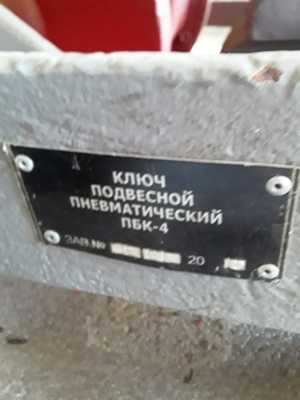 КЛЮЧ
ПОДВЕСНОЙ
ПНЕВМАТИЧЕСКИЙ
ПБК-4
ЗАВ.№ 20